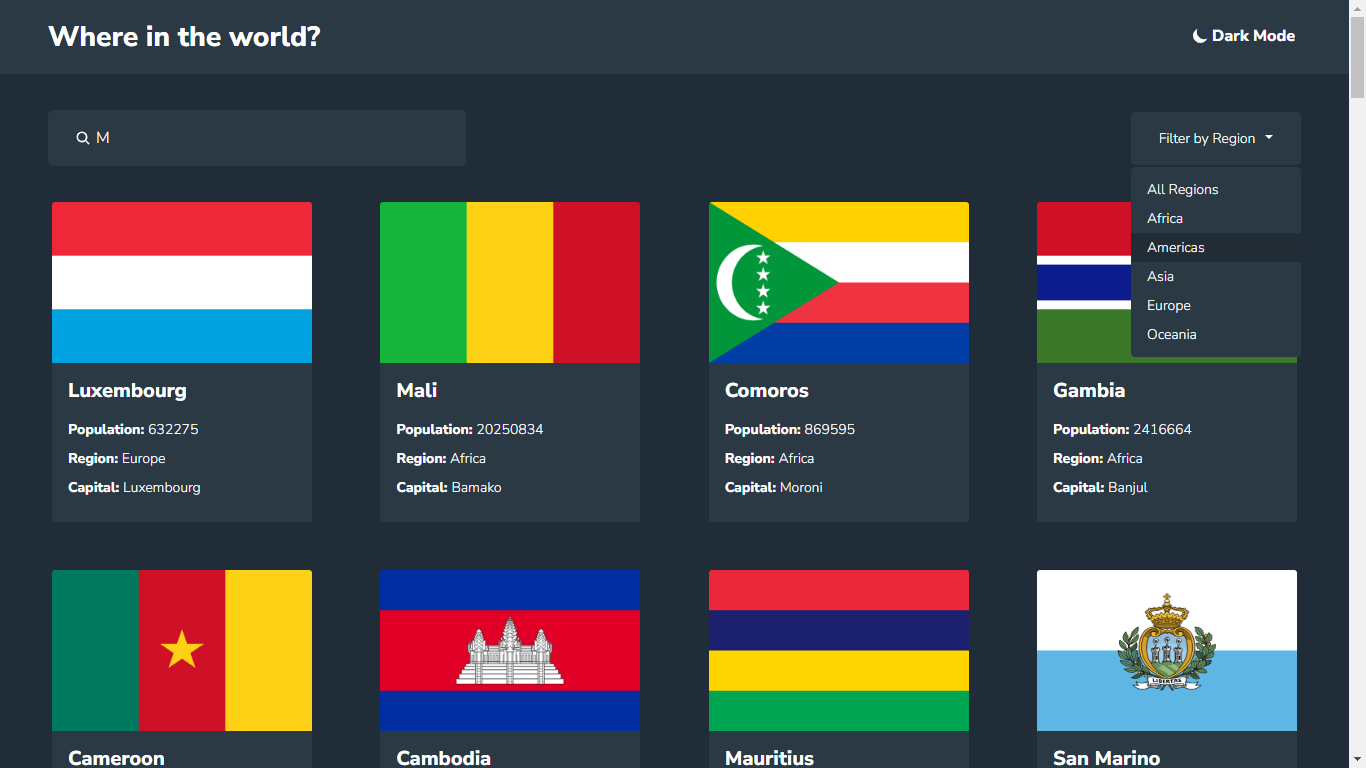 Where in the world?
Dark Mode
M
Filter by Region
All Regions
Africa
Americas
Asia
Europe
Oceania
Luxembourg
Population: 632275
Region: Europe
Capital: Luxembourg
Mali
Population: 20250834
Region: Africa
Capital: Bamako
Comoros
Population: 869595
Region: Africa
Capital: Moroni
Gambia
Population: 2416664
Region: Africa
Capital: Banjul
Cameroon
Cambodia
Mauritius
LIBERTAS
San Marino